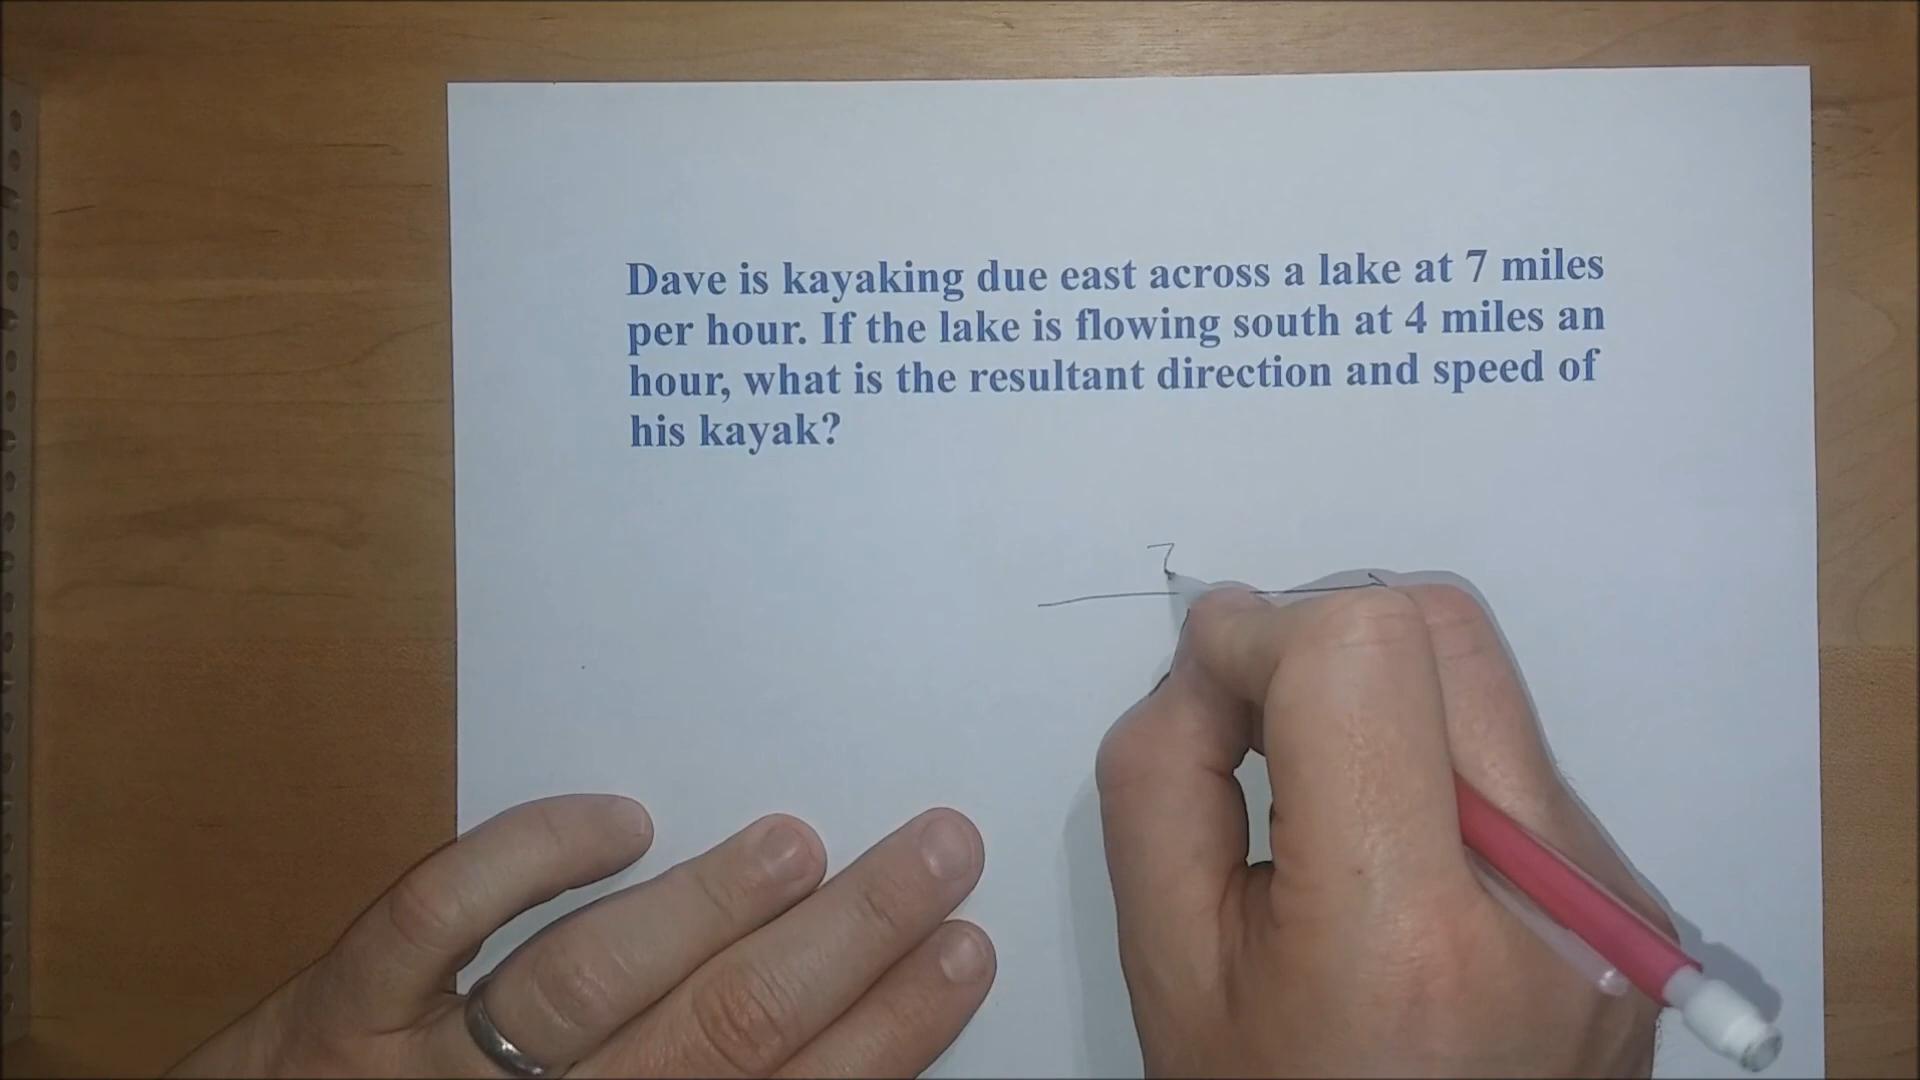 Dave is kayaking due east across a lake at 7 miles
per hour. If the lake is flowing south at 4 miles an
hour, what is the resultant direction and speed of
his kayak?
7